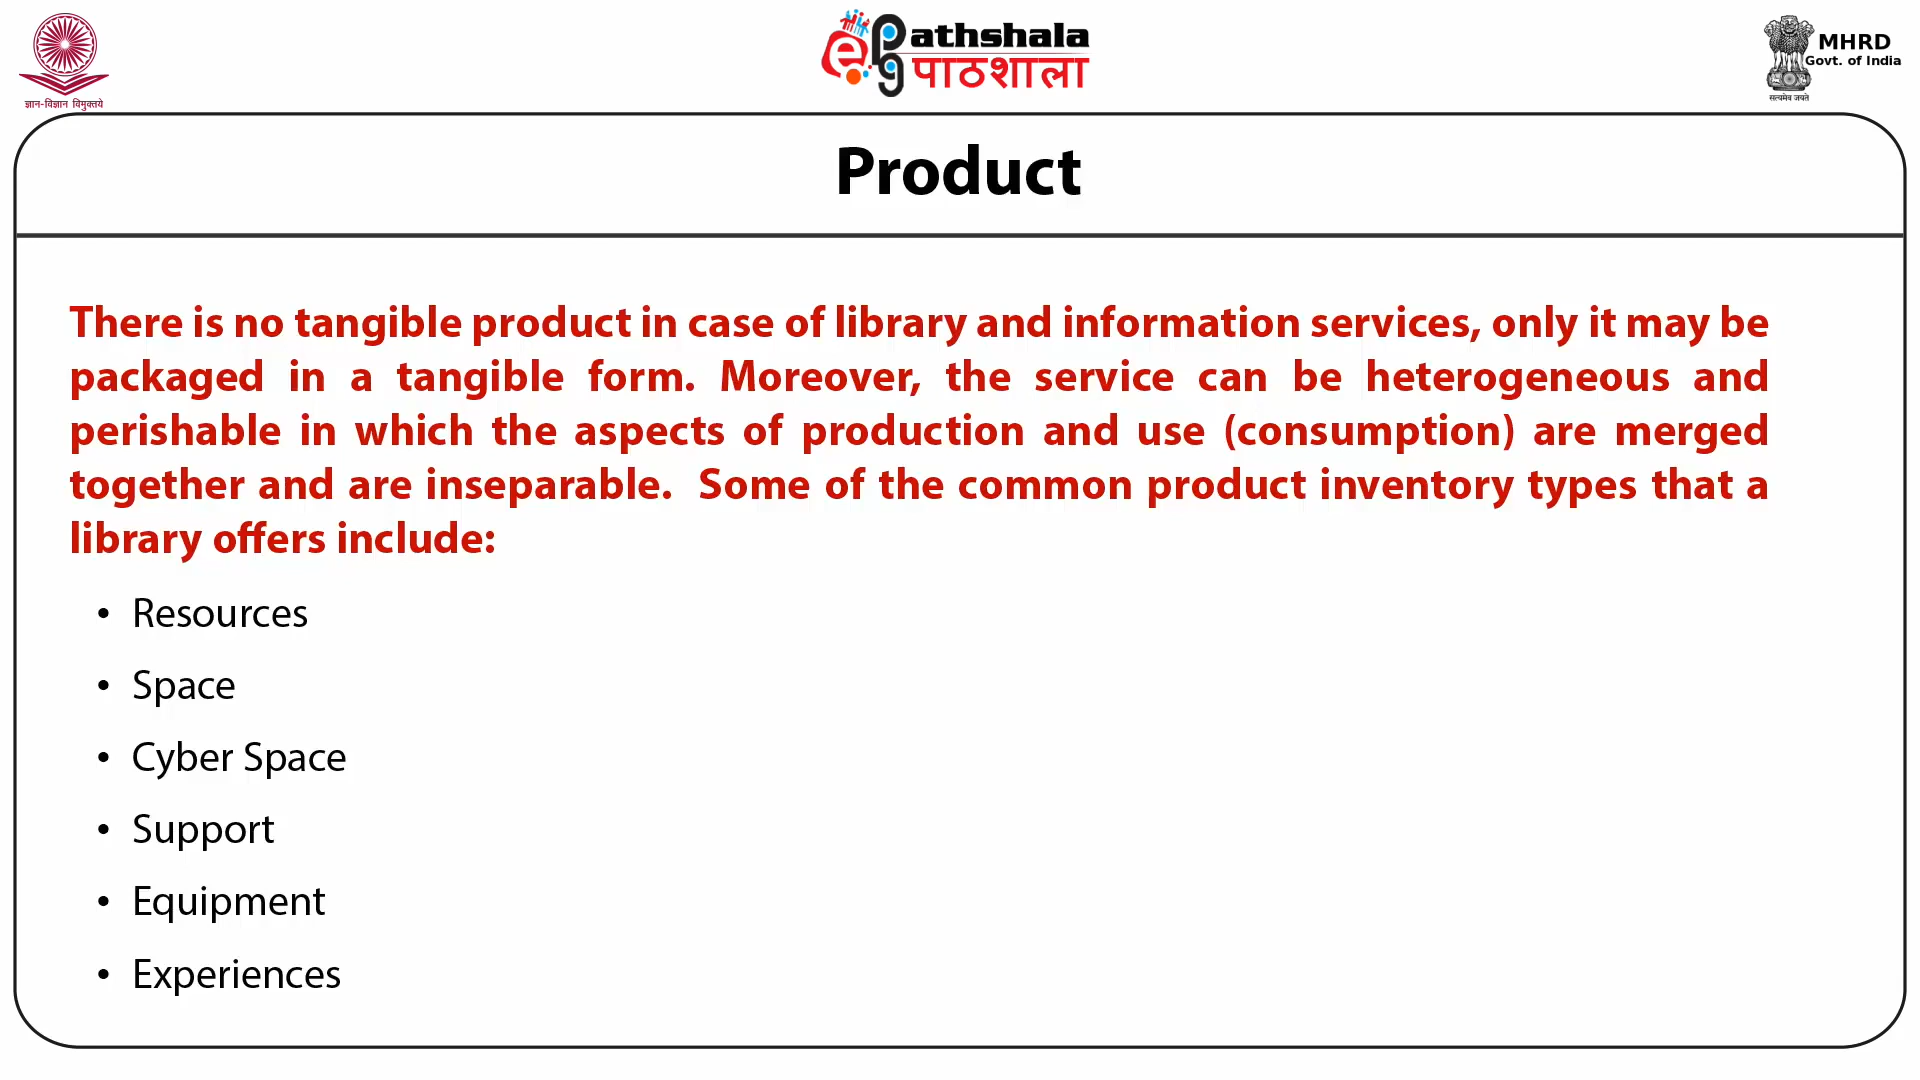 ज्ञान-विज्ञान विमुक्तये
ePg athshala
पाठशाला
MHRD
Govt. of India
सत्यमेव जयते
Product
There is no tangible product in case of library and information services, only it may be
packaged in a tangible form. Moreover, the service can be heterogeneous and
perishable in which the aspects of production and use (consumption) are merged
together and are inseparable. Some of the common product inventory types that a
library offers include:
• Resources
• Space
• Cyber Space
• Support
• Equipment
• Experiences